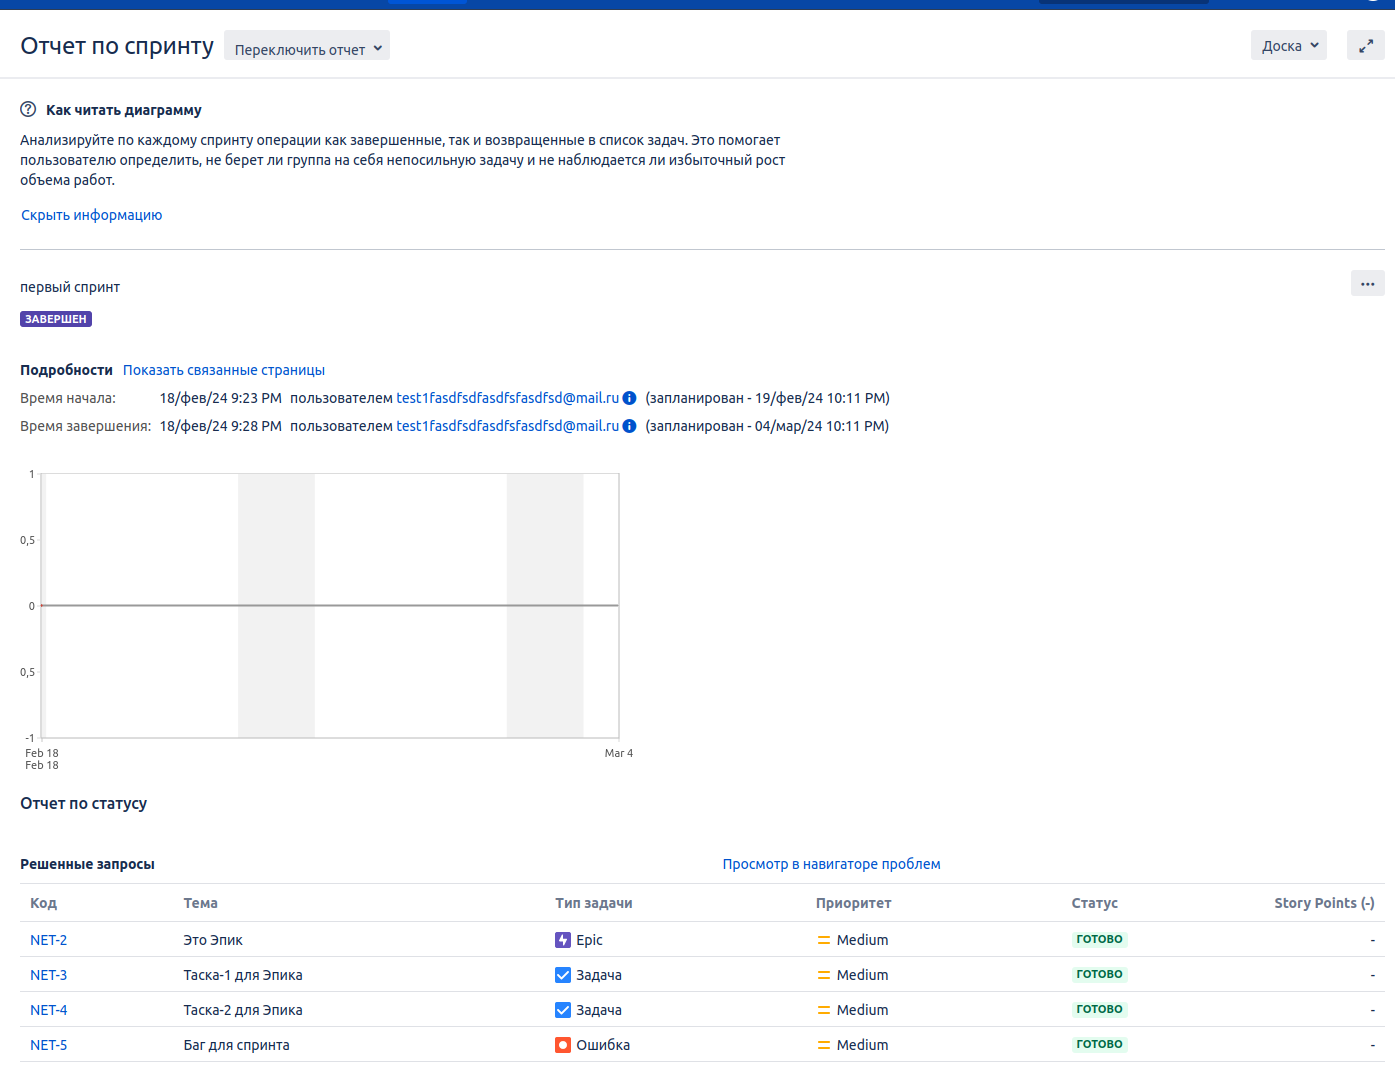 Отчет по спринту
Переключить отчет
Доска
Как читать диаграмму
Анализируйте по каждому спринту операции как завершенные, так и возвращенные в список задач. Это помогает
пользователю определить, не берет ли группа на себя непосильную задачу и не наблюдается ли избыточный рост
объема работ.
Скрыть информацию
первый спринт
ЗАВЕРШЕН
Подробности Показать связанные страницы
Время начала: 18/фев/24 9:23 PM пользователем test1fasdfsdfasdfsfasdfsd@mail.ru (запланирован - 19/фев/24 10:11 PM)
Время завершения: 18/фев/24 9:28 PM пользователем test1fasdfsdfasdfsfasdfsd@mail.ru (запланирован - 04/мар/24 10:11 PM)
1
0,5
0
0,5
-1
Feb 18 Mar 4
Feb 18
Отчет по статусу
Решенные запросы Просмотр в навигаторе проблем
Код Тема Тип задачи Приоритет Статус Story Points (-)
NET-2 Это Эпик Epic Medium ГОТОВО -
NET-3 Таска-1 для Эпика Задача Medium ГОТОВО -
NET-4 Таска-2 для Эпика Задача Medium ГОТОВО -
NET-5 Баг для спринта Ошибка Medium ГОТОВО -